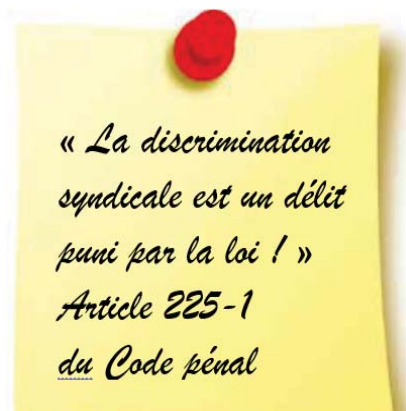 « La discrimination
syndicale est un délit
puni par la loi ! »
Article 225-1
du Code pénal